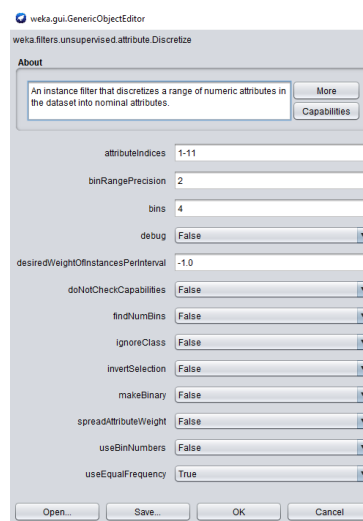 weka.gui.GenericObjectEditor
weka.filters.unsupervised.attribute.Discretize
About
An instance filter that discretizes a range of numeric attributes in
the dataset into nominal attributes.
More
Capabilities
attributeIndices 1-11
binRangePrecision 2
bins 4
debug False
desiredWeightOfInstancesPerInterval -1.0
doNotCheckCapabilities False
findNumBins False
ignoreClass False
invertSelection False
makeBinary False
spreadAttributeWeight False
useBinNumbers False
useEqualFrequency True
Open... Save... OK Cancel